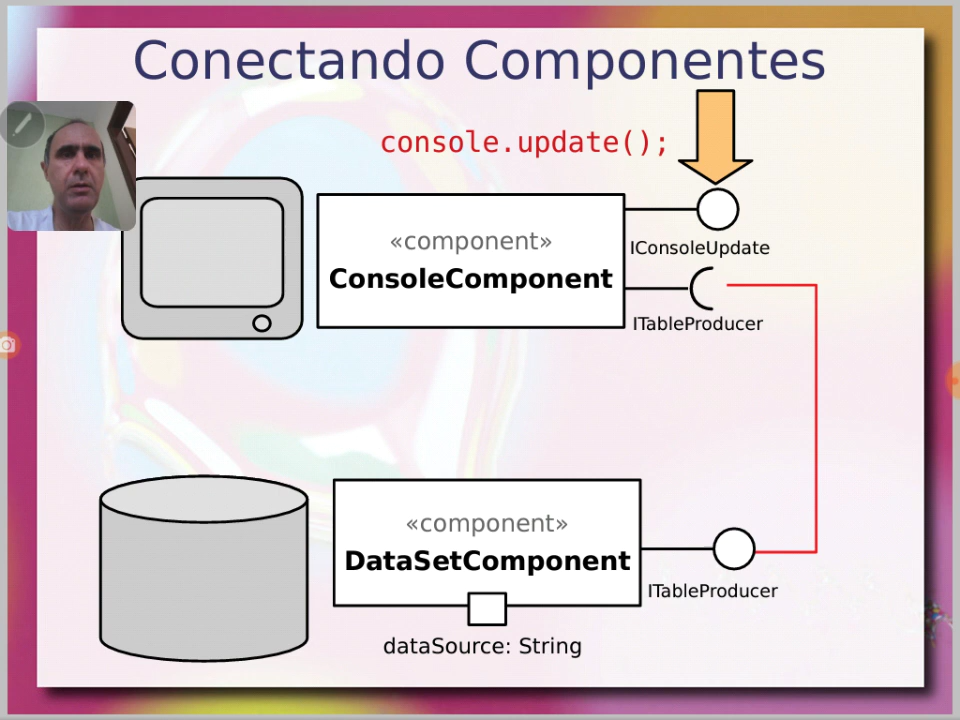 Conectando Componentes
console.update();
«component»
ConsoleComponent
IConsoleUpdate
ITableProducer
«component»
DataSetComponent
ITableProducer
dataSource: String